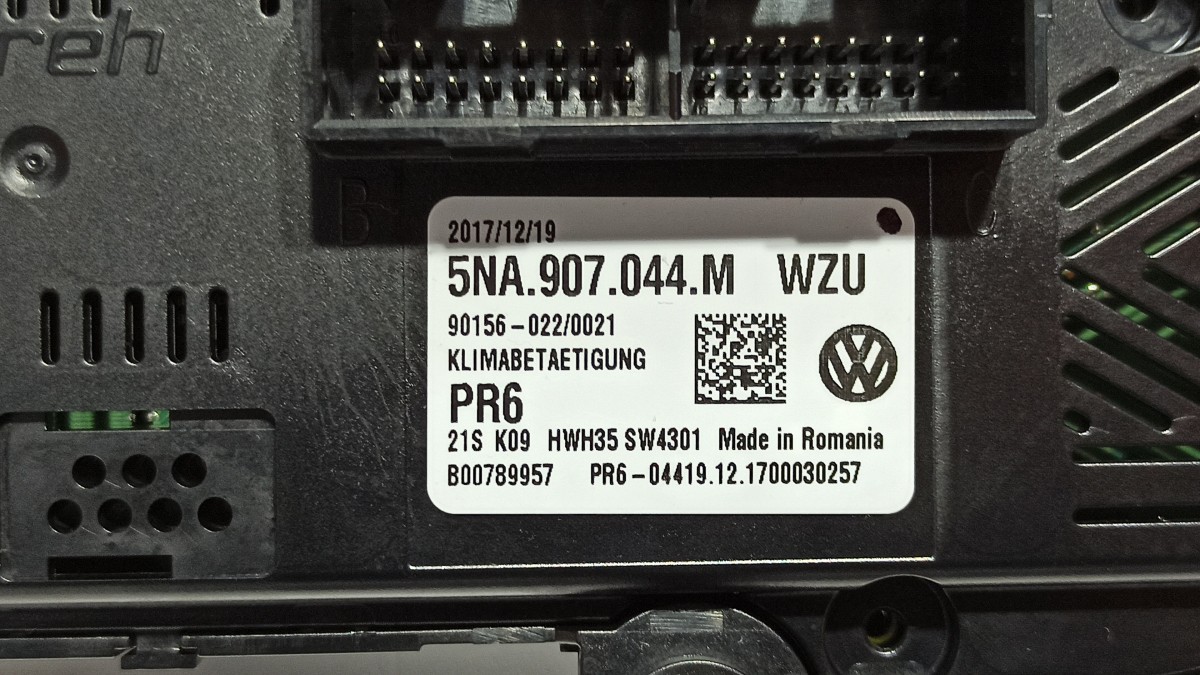 reh
B
C
2017/12/19
5NA.907.044.M WZU
90156-022/0021
KLIMABETAETIGUNG
PR6
21S K09 HWH35 SW4301 Made in Romania
B00789957 PR6-04419.12.1700030257